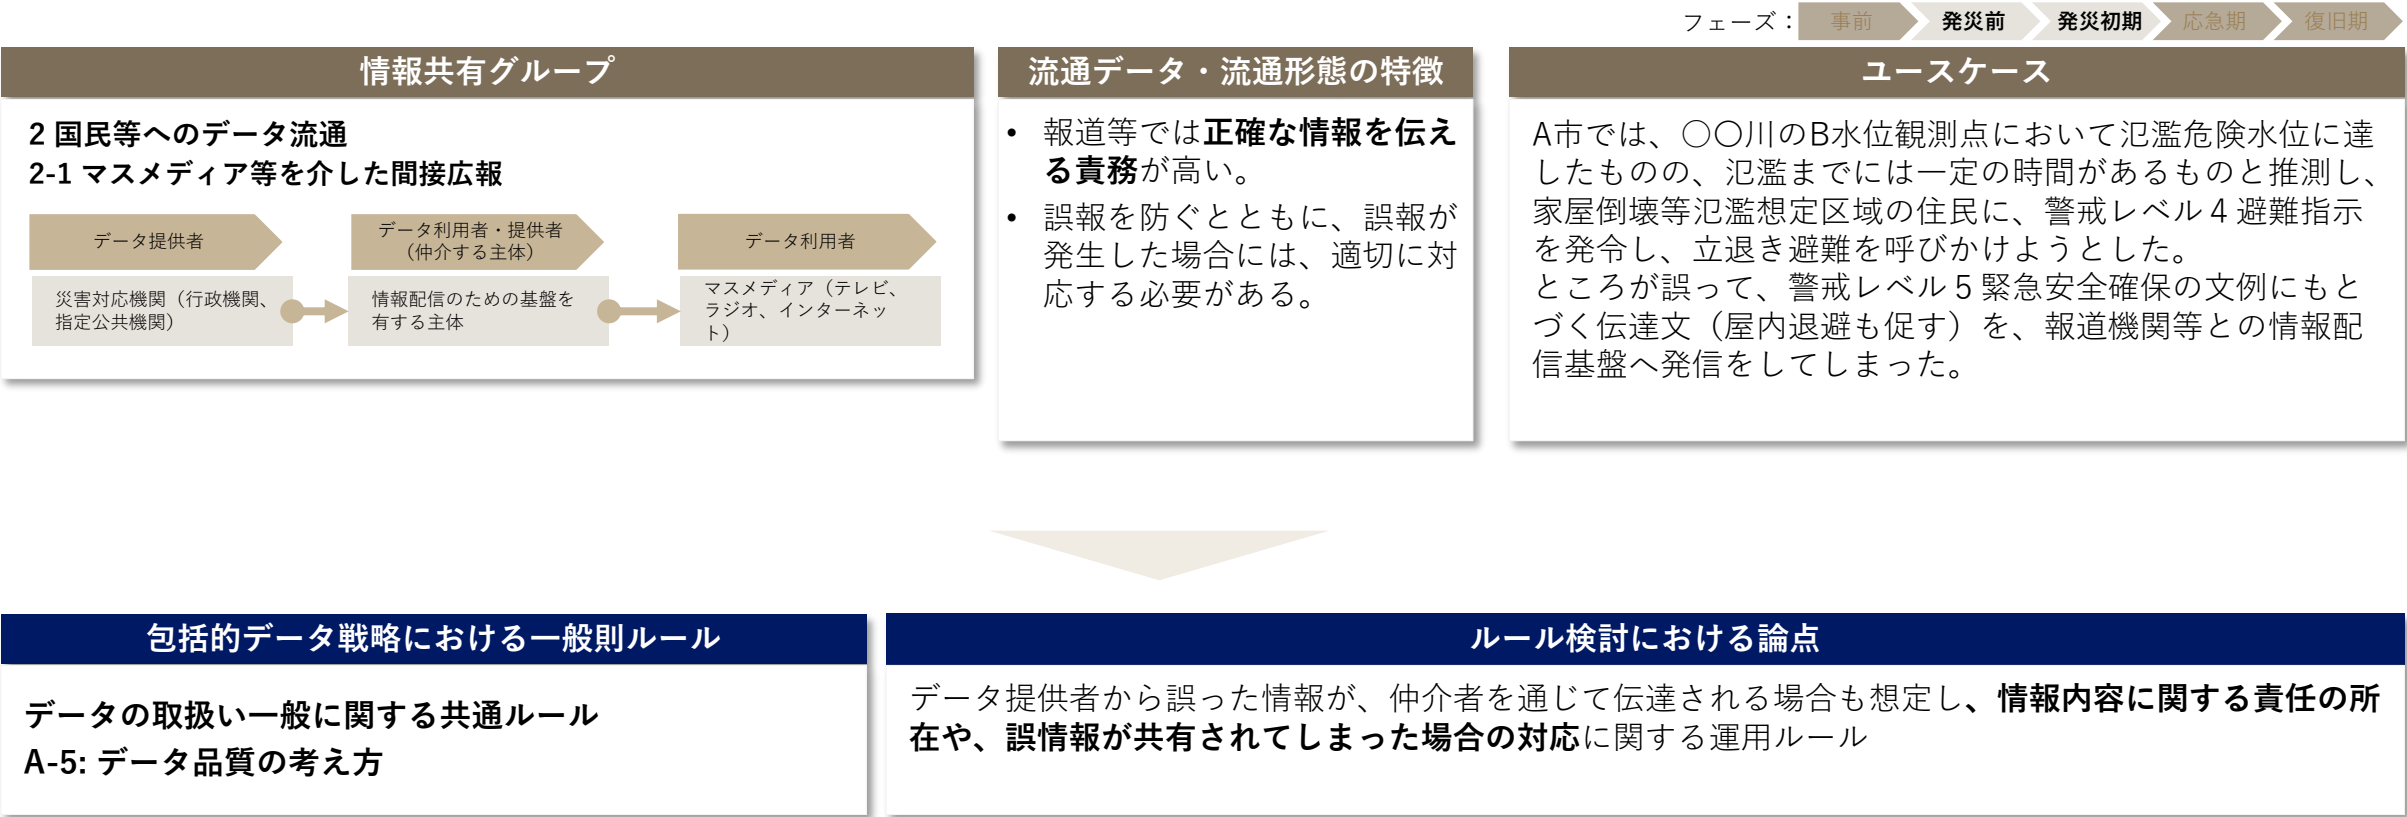 フェーズ：
事前
発災前
発災初期
応急期
復旧期
情報共有グループ
2 国民等へのデータ流通
2-1 マスメディア等を介した間接広報
データ提供者
データ利用者・提供者
（仲介する主体）
データ利用者
災害対応機関（行政機関、
指定公共機関）
情報配信のための基盤を
有する主体
マスメディア（テレビ、
ラジオ、インターネッ
ト）
流通データ・流通形態の特徴
• 報道等では正確な情報を伝え
る責務が高い。
• 誤報を防ぐとともに、誤報が
発生した場合には、適切に対
応する必要がある。
ユースケース
A市では、〇〇川のB水位観測点において氾濫危険水位に達
したものの、氾濫までには一定の時間があるものと推測し、
家屋倒壊等氾濫想定区域の住民に、警戒レベル４避難指示
を発令し、立退き避難を呼びかけようとした。
ところが誤って、警戒レベル５緊急安全確保の文例にもと
づく伝達文（屋内退避も促す）を、報道機関等との情報配
信基盤へ発信をしてしまった。
包括的データ戦略における一般則ルール
データの取扱い一般に関する共通ルール
A-5: データ品質の考え方
ルール検討における論点
データ提供者から誤った情報が、仲介者を通じて伝達される場合も想定し、情報内容に関する責任の所
在や、誤情報が共有されてしまった場合の対応に関する運用ルール